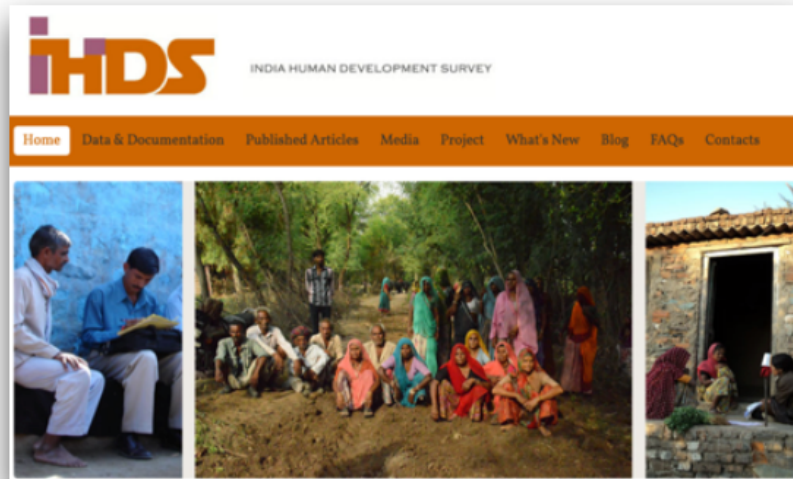 iHDS
INDIA HUMAN DEVELOPMENT SURVEY
Home Data & Documentation Published Articles Media Project What's New Blog FAQs Contacts